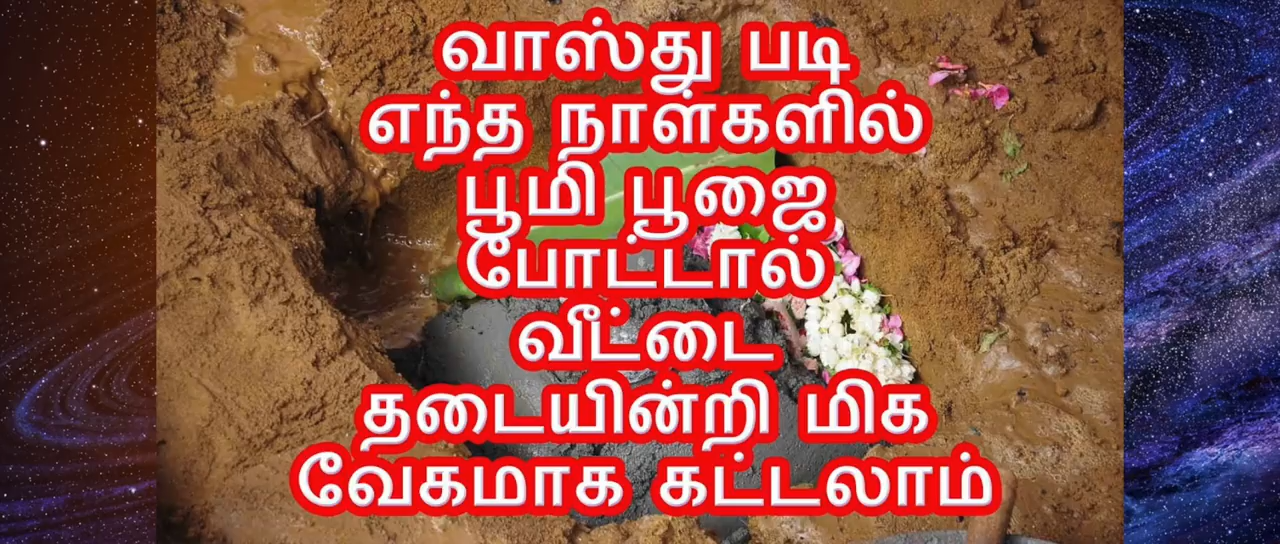 வாஸ்து படி
எந்த நாள்களில்
பூமி பூஜை
போட்டால்
வீட்டை
தடையின்றி மிக
வேகமாக கட்டலாம்